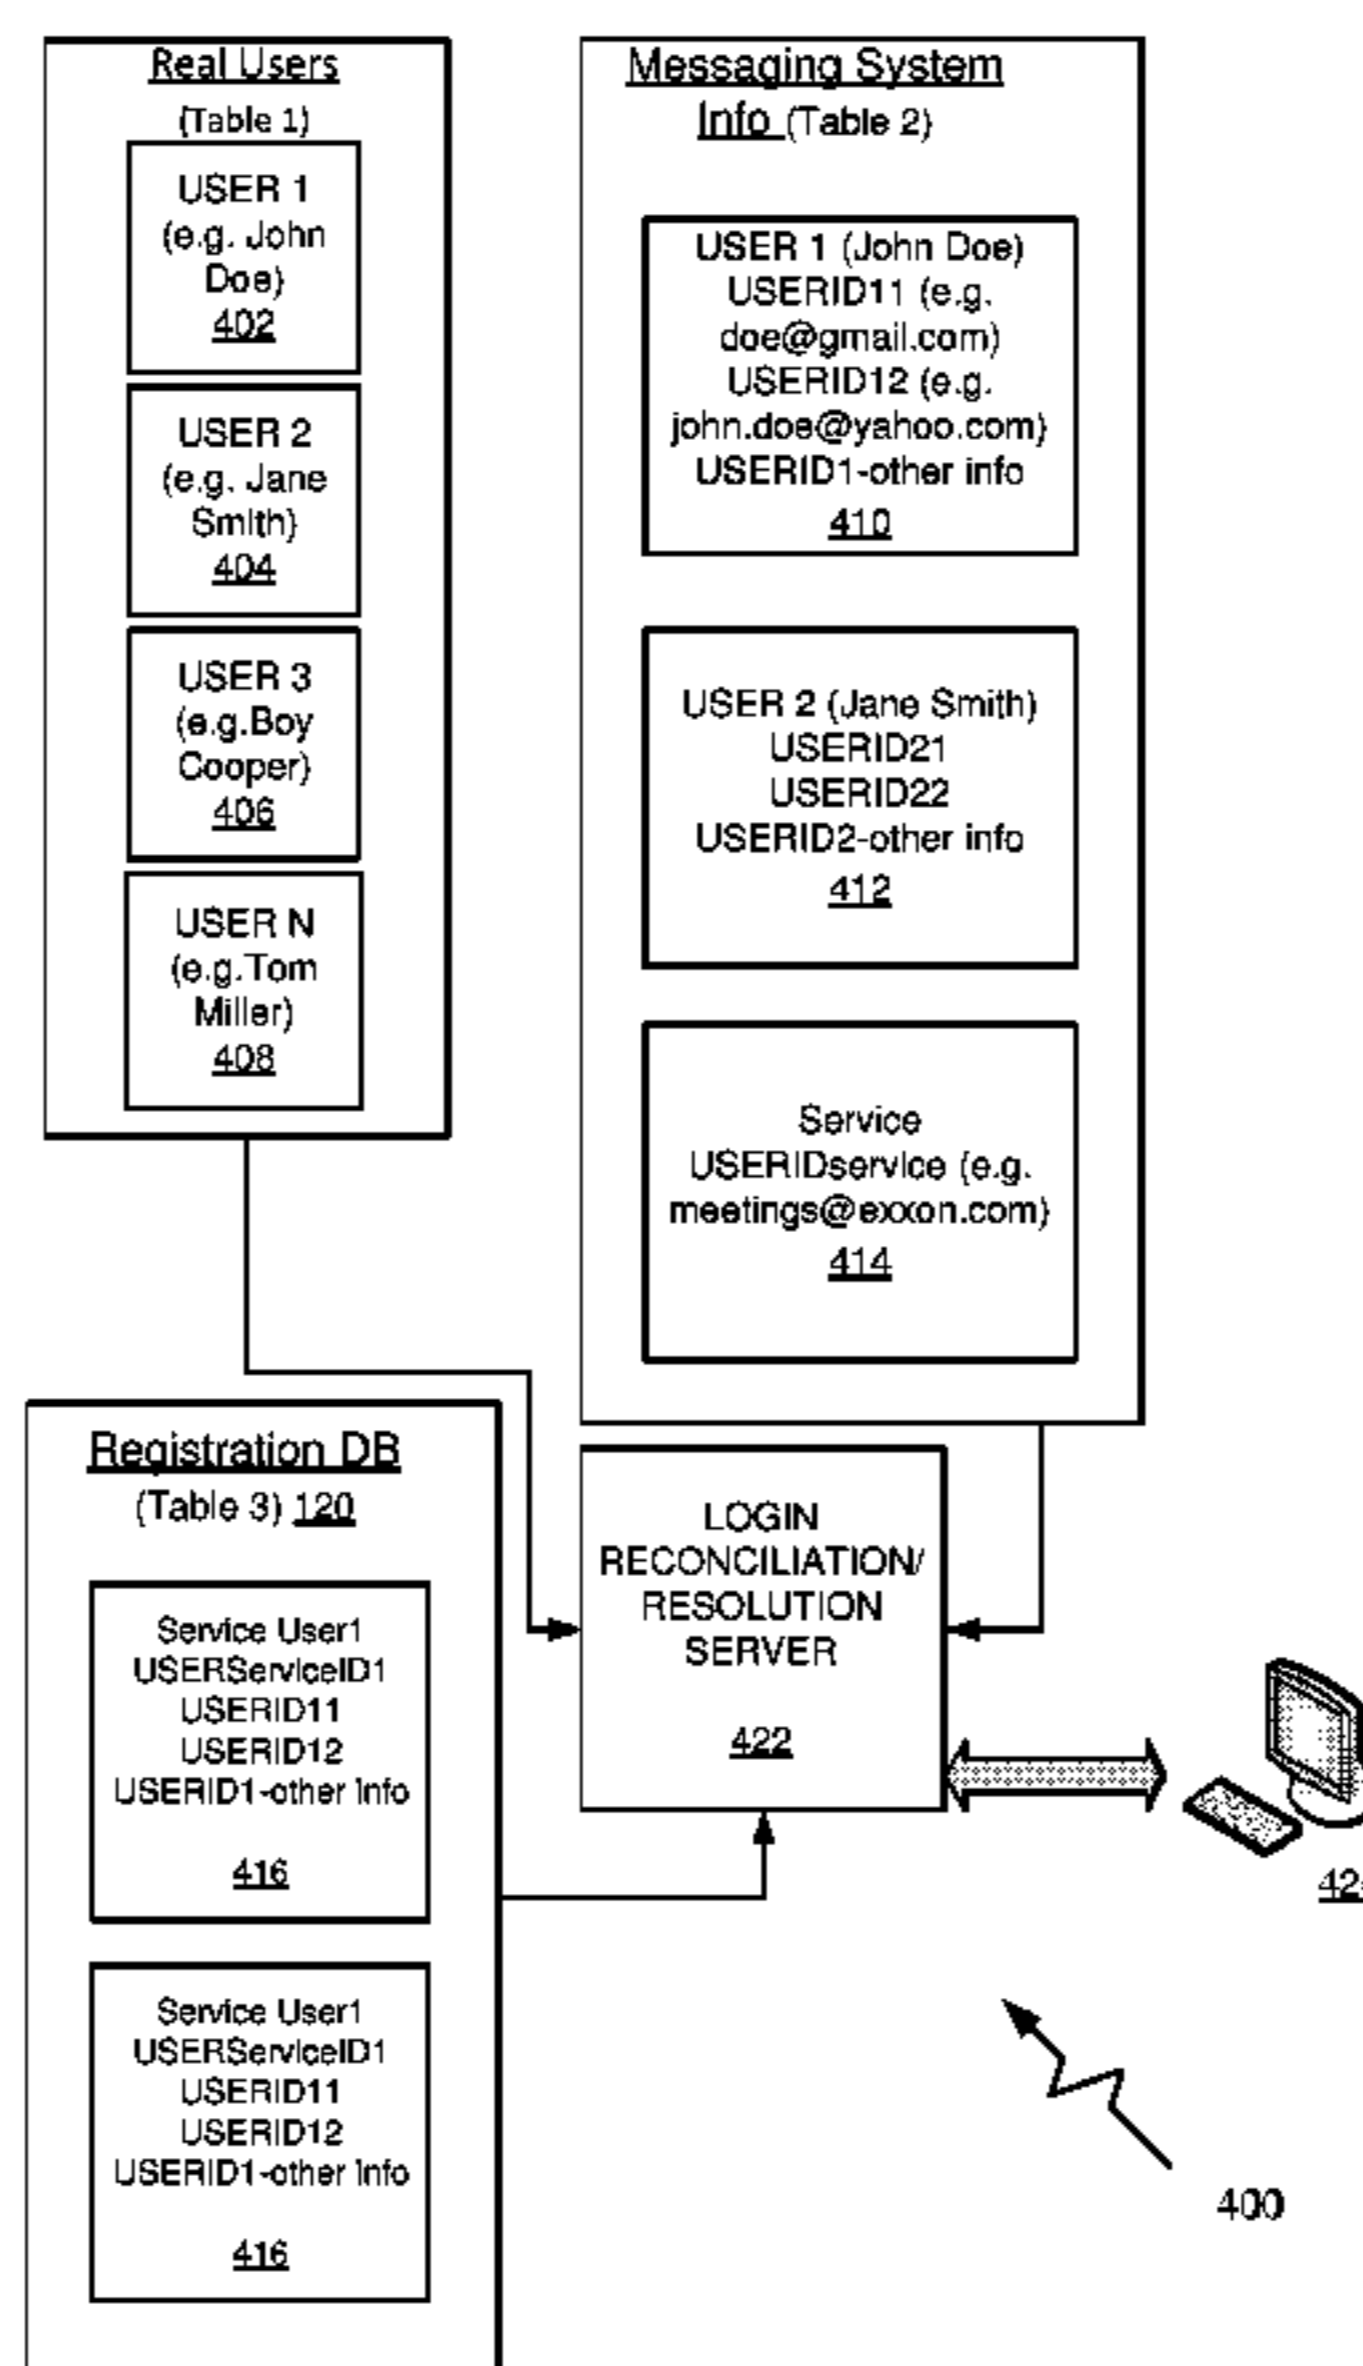 Real Users
(Table 1)
USER 1
(e.g. John
Doe)
402
USER 2
(e.g. Jane
Smith)
404
USER 3
(e.g.Boy
Cooper)
406
USER N
(e.g.Tom
Miller)
408
Messaging System
Info (Table 2)
USER 1 (John Doe)
USERID11 (e.g.
doe@gmail.com)
USERID12 (e.g.
john.doe@yahoo.com)
USERID1-other info
410
USER 2 (Jane Smith)
USERID21
USERID22
USERID2-other info
412
Service
USERIDservice (e.g.
meetings@exxon.com)
414
Registration DB
(Table 3) 120
Service User1
USERServiceID1
USERID11
USERID12
USERID1-other info
416
Service User1
USERServiceID1
USERID11
USERID12
USERID1-other info
416
LOGIN
RECONCILIATION/
RESOLUTION
SERVER
422
400